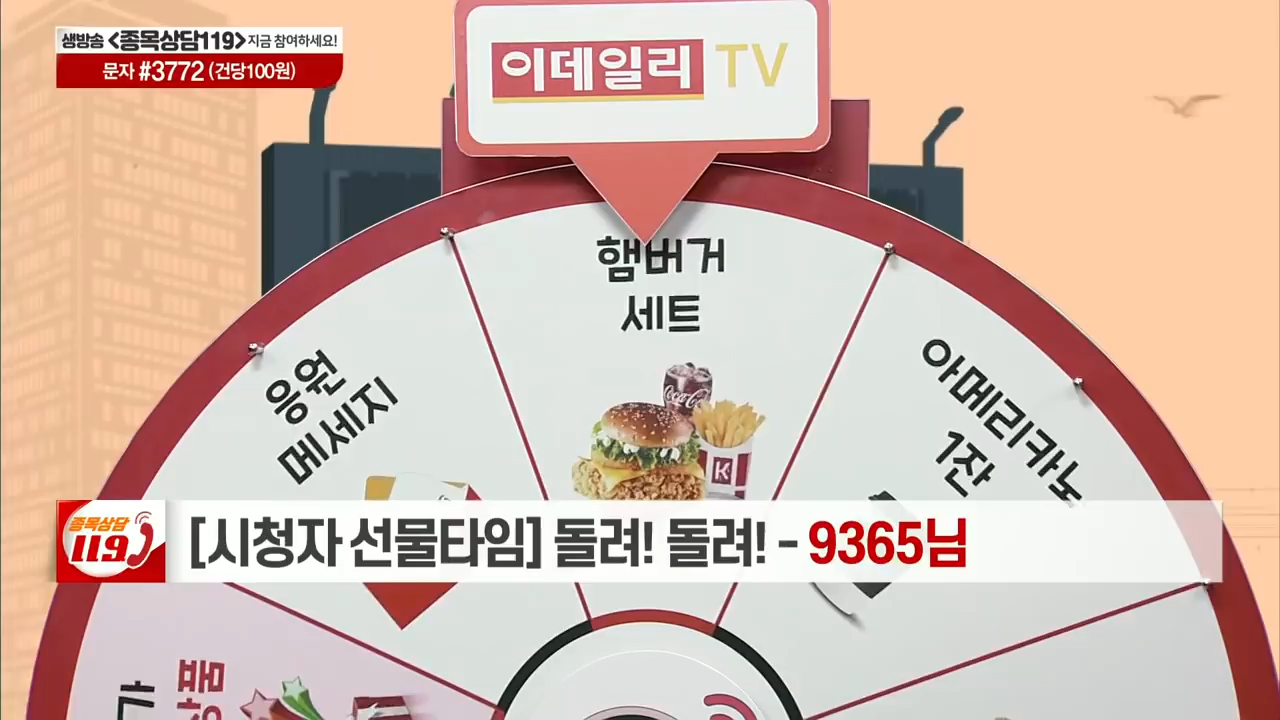 생방송 <종목상담119> 지금 참여하세요!
문자 #3772 (건당100원)
이데일리 TV
햄버거
세트
응원
메세지
아메리카노
1잔
Coca-Cola
K
종목상담
119
[시청자 선물타임] 돌려! 돌려! - 9365님